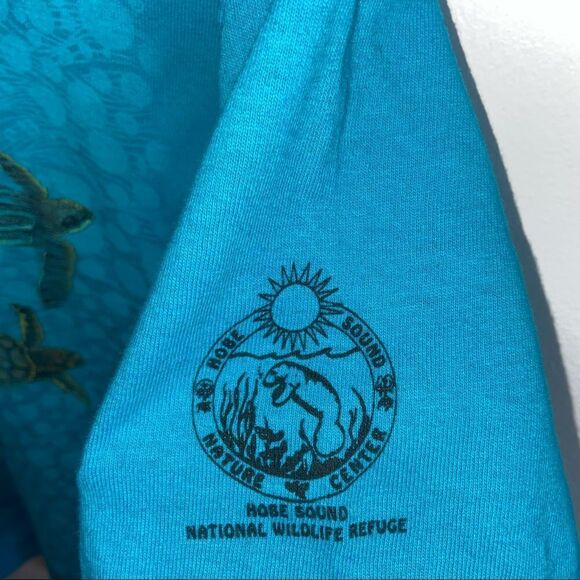 HOBE SOUND
NATURE CENTER
HOBE SOUND
NATIONAL WILDLIFE REFUGE